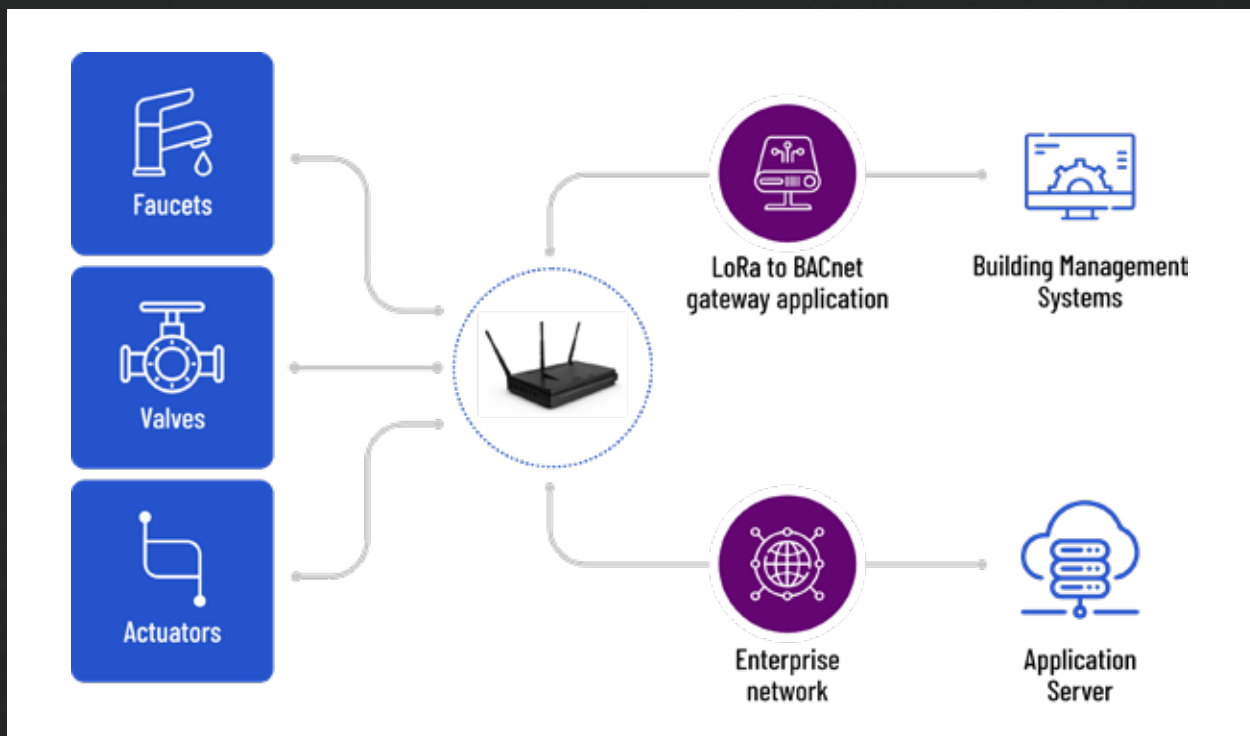 Faucets
Valves
Actuators
LoRa to BACnet
gateway application
Building Management
Systems
Enterprise
network
Application
Server